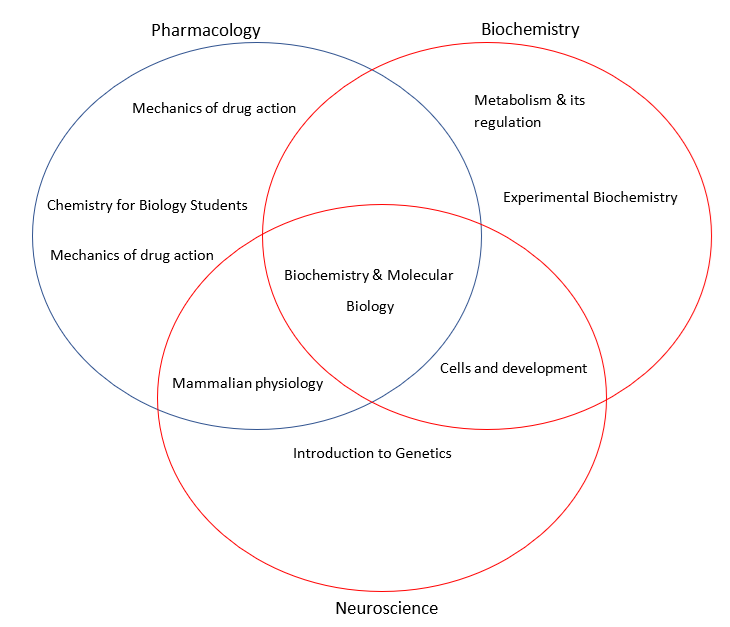 Pharmacology
Biochemistry
Mechanics of drug action
Metabolism & its
regulation
Chemistry for Biology Students
Experimental Biochemistry
Mechanics of drug action
Biochemistry & Molecular
Biology
Cells and development
Mammalian physiology
Introduction to Genetics
Neuroscience